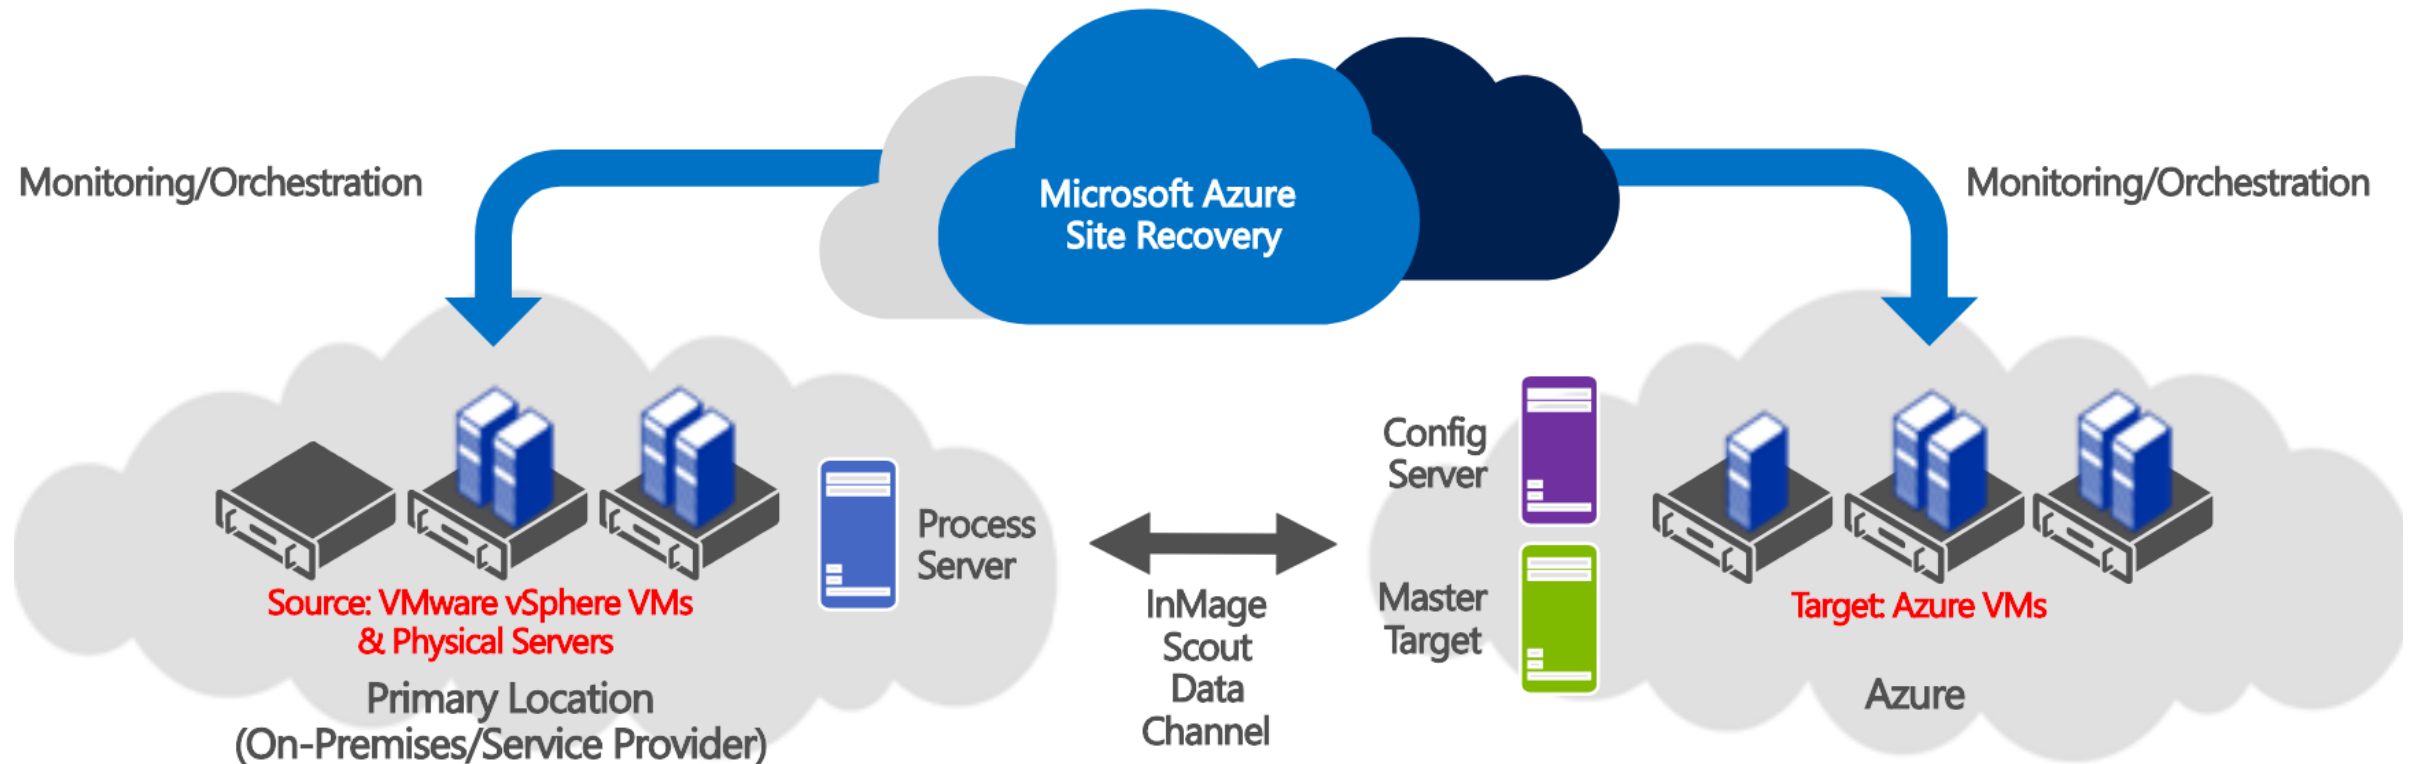 Monitoring/Orchestration
Microsoft Azure
Site Recovery
Monitoring/Orchestration
Source: VMware vSphere VMs
& Physical Servers
Primary Location
(On-Premises/Service Provider)
Process
Server
InMage
Scout
Data
Channel
Config
Server
Master
Target
Target: Azure VMs
Azure